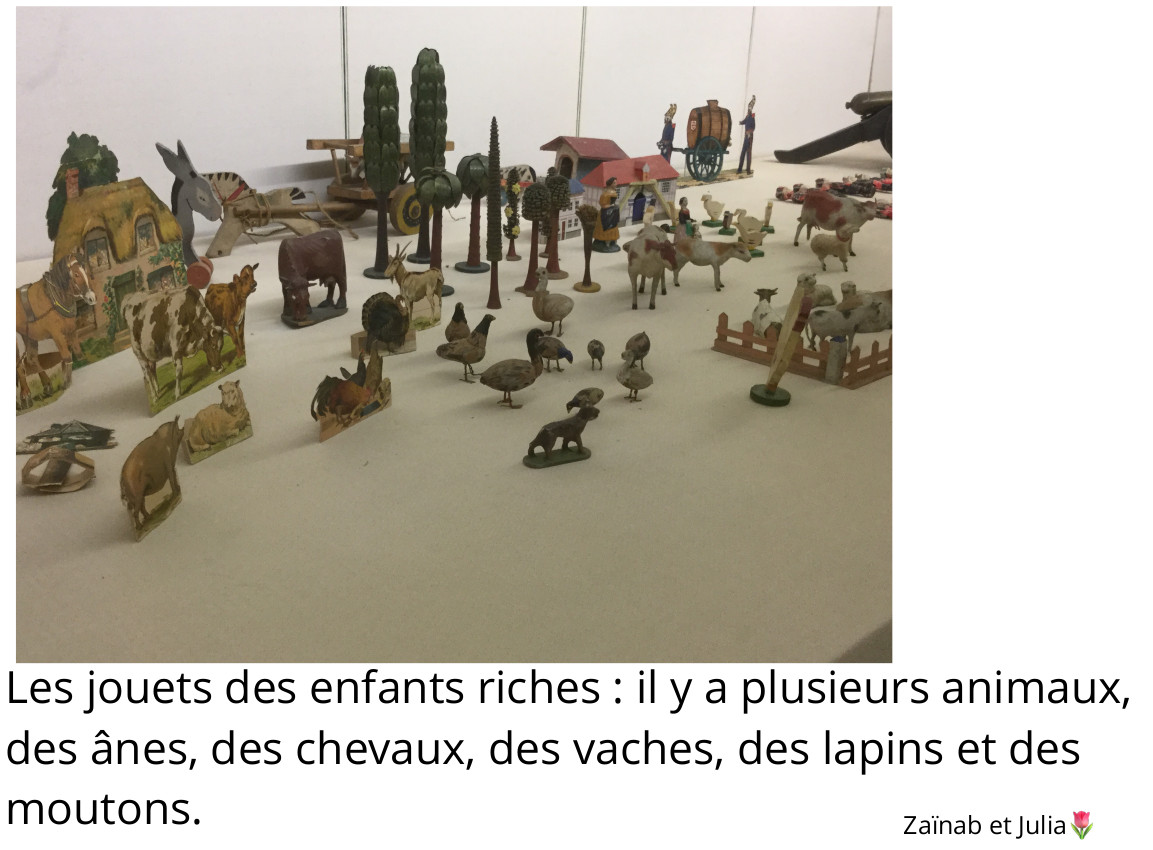 Les jouets des enfants riches : il y a plusieurs animaux,
des ânes, des chevaux, des vaches, des lapins et des
moutons.
Zaïnab et Julia🌷